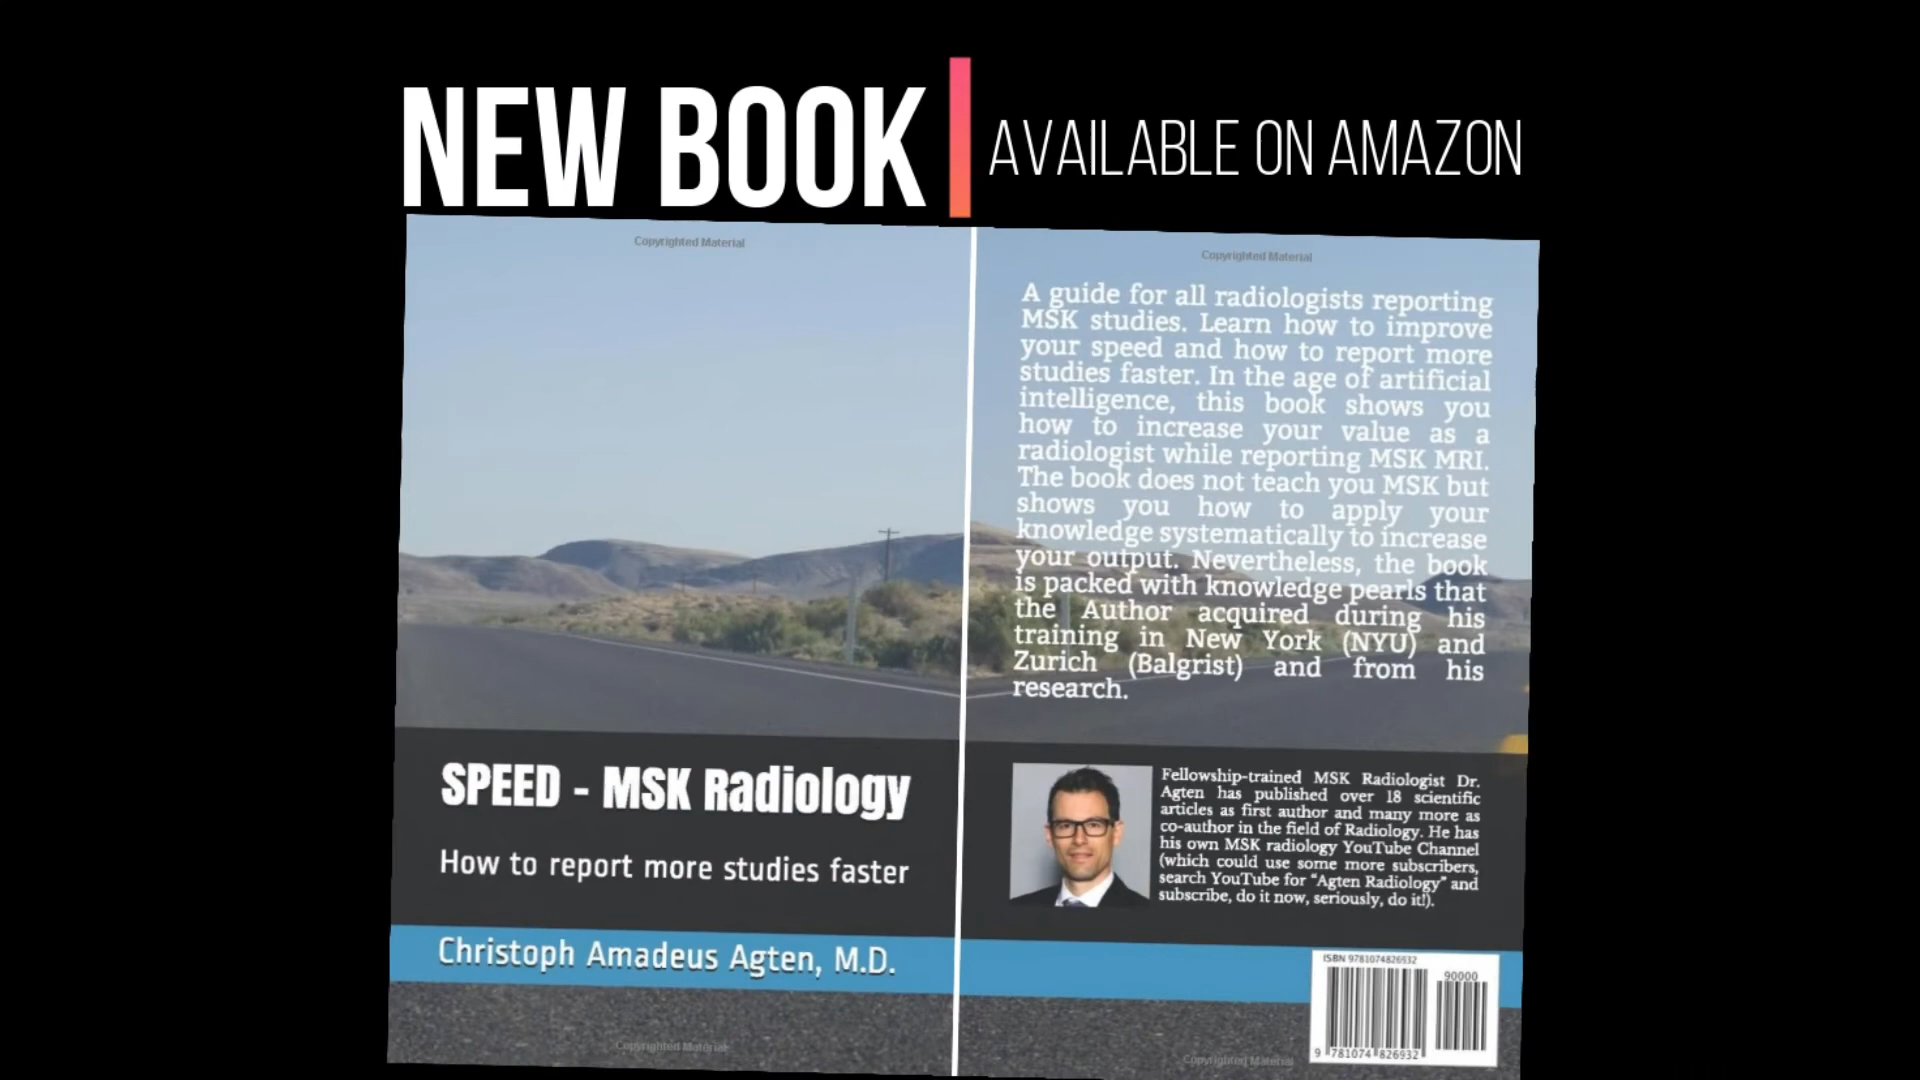 NEW BOOK
AVAILABLE ON AMAZON
Copyrighted Material
SPEED - MSK Radiology
How to report more studies faster
Christoph Amadeus Agten, M.D.
Copyrighted Material
Copyrighted Material
A guide for all radiologists reporting
MSK studies. Learn how to improve
your speed and how to report more
studies faster. In the age of artificial
intelligence, this book shows you
how to increase your value as a
radiologist while reporting MSK MRI.
The book does not teach you MSK but
shows you how to apply your
knowledge systematically to increase
your output. Nevertheless, the book
is packed with knowledge pearls that
the Author acquired during his
training in New York (NYU) and
Zurich (Balgrist) and from his
research.
Fellowship-trained MSK Radiologist Dr.
Agten has published over 18 scientific
articles as first author and many more as
co-author in the field of Radiology. He has
his own MSK radiology YouTube Channel
(which could use some more subscribers,
search YouTube for “Agten Radiology” and
subscribe, do it now, seriously, do it!).
ISBN 9781074826932
90000
9 781074 826932
Copyrighted Material